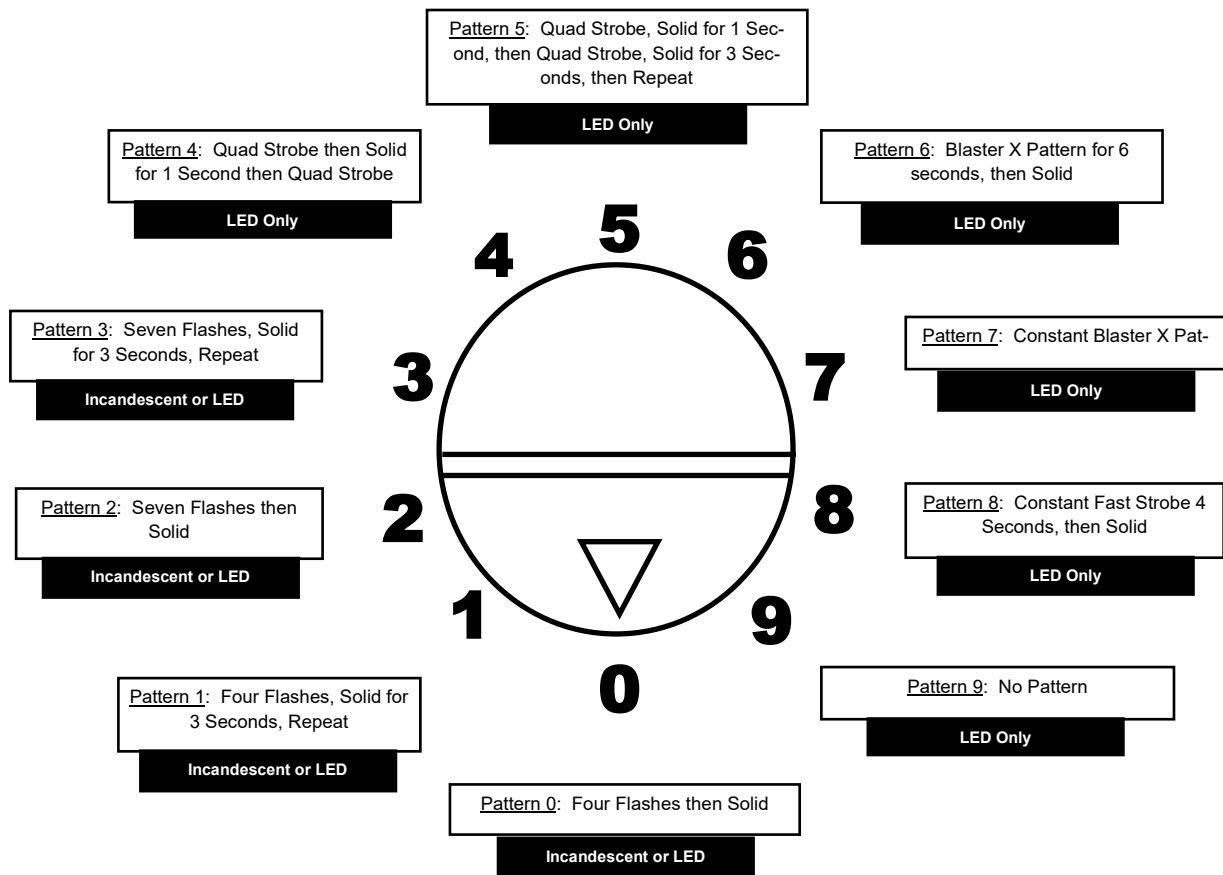 Pattern 5:  Quad Strobe, Solid for 1 Sec-
ond, then Quad Strobe, Solid for 3 Sec-
onds, then Repeat
LED Only
Pattern 4:  Quad Strobe then Solid
for 1 Second then Quad Strobe
LED Only
Pattern 6:  Blaster X Pattern for 6
seconds, then Solid
LED Only
5
4
6
Pattern 3:  Seven Flashes, Solid
for 3 Seconds, Repeat
Incandescent or LED
3
7
Pattern 7:  Constant Blaster X Pat-
LED Only
Pattern 2:  Seven Flashes then
Solid
Incandescent or LED
2
8
Pattern 8:  Constant Fast Strobe 4
Seconds, then Solid
LED Only
1
9
0
Pattern 1:  Four Flashes, Solid for
3 Seconds, Repeat
Incandescent or LED
Pattern 9:  No Pattern
LED Only
Pattern 0:  Four Flashes then Solid
Incandescent or LED